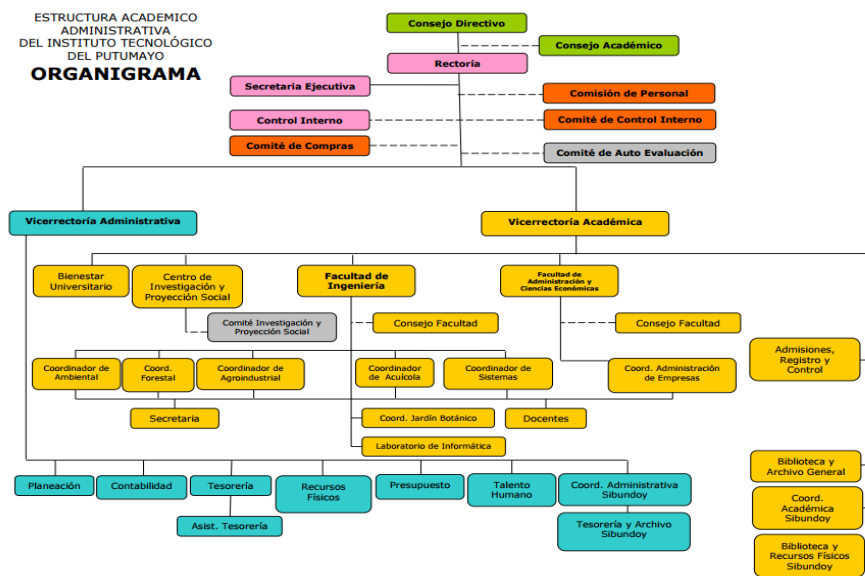 ESTRUCTURA ACADEMICO
ADMINISTRATIVA
DEL INSTITUTO TECNOLÓGICO
DEL PUTUMAYO
ORGANIGRAMA
Consejo Directivo
Consejo Académico
Rectoría
Secretaria Ejecutiva
Comisión de Personal
Control Interno
Comité de Control Interno
Comité de Compras
Comité de Auto Evaluación
Vicerrectoría Administrativa
Vicerrectoría Académica
Bienestar
Universitario
Centro de
Investigación y
Proyección Social
Facultad de
Ingeniería
Facultad de
Administración y
Ciencias Económicas
Comité Investigación y
Proyección Social
Consejo Facultad
Consejo Facultad
Coordinador de
Ambiental
Coord.
Forestal
Coordinador de
Agroindustrial
Coordinador
de Acuícola
Coordinador de
Sistemas
Coord. Administración
de Empresas
Admisiones,
Registro y
Control
Secretaria
Coord. Jardín Botánico
Docentes
Laboratorio de Informática
Biblioteca y
Archivo General
Planeación
Contabilidad
Tesorería
Recursos
Físicos
Presupuesto
Talento
Humano
Coord. Administrativa
Sibundoy
Coord.
Académica
Sibundoy
Asist. Tesorería
Tesorería y Archivo
Sibundoy
Biblioteca y
Recursos Físicos
Sibundoy